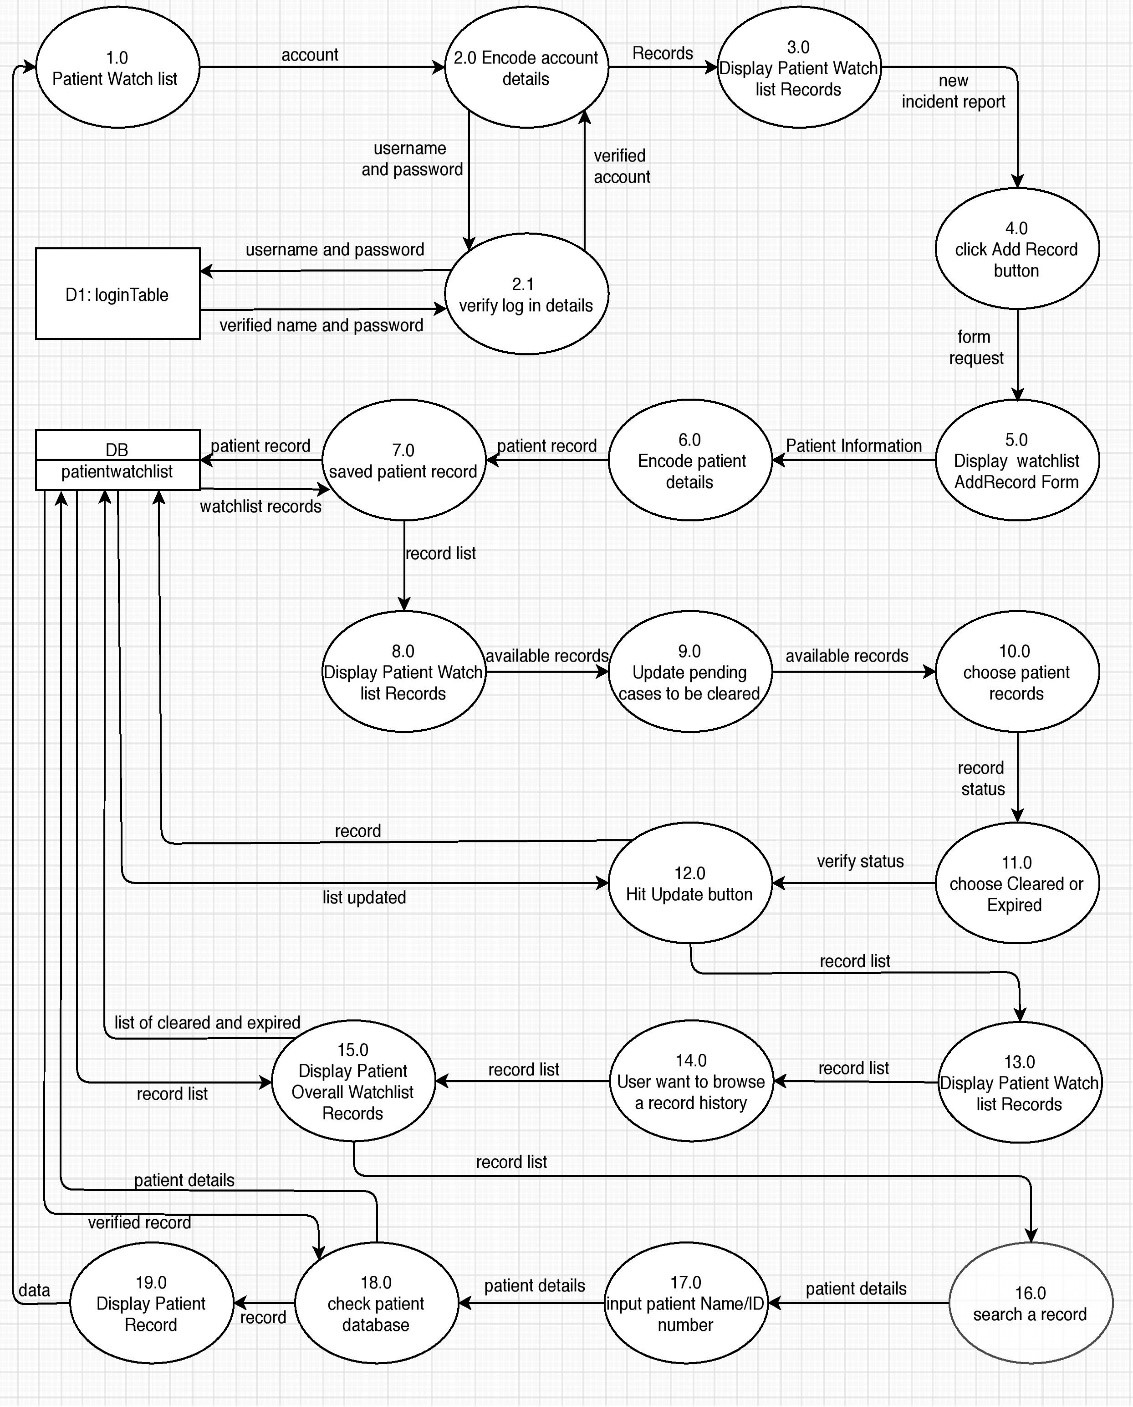 1.0
Patient Watch list
account
2.0 Encode account
details
Records
3.0
Display Patient Watch
list Records
new
incident report
username
and password
verified
account
4.0
click Add Record
button
D1: loginTable
username and password
verified name and password
2.1
verify log in details
form
request
DB
patientwatchlist
patient record
watchlist records
7.0
saved patient record
patient record
6.0
Encode patient
details
Patient Information
5.0
Display watchlist
AddRecord Form
record list
8.0
Display Patient Watch
list Records
available records
9.0
Update pending
cases to be cleared
available records
10.0
choose patient
records
record
status
record
list updated
12.0
Hit Update button
verify status
11.0
choose Cleared or
Expired
record list
list of cleared and expired
record list
15.0
Display Patient
Overall Watchlist
Records
record list
14.0
User want to browse
a record history
record list
13.0
Display Patient Watch
list Records
record list
patient details
verified record
data
19.0
Display Patient
Record
record
18.0
check patient
database
patient details
17.0
input patient Name/ID
number
patient details
16.0
search a record